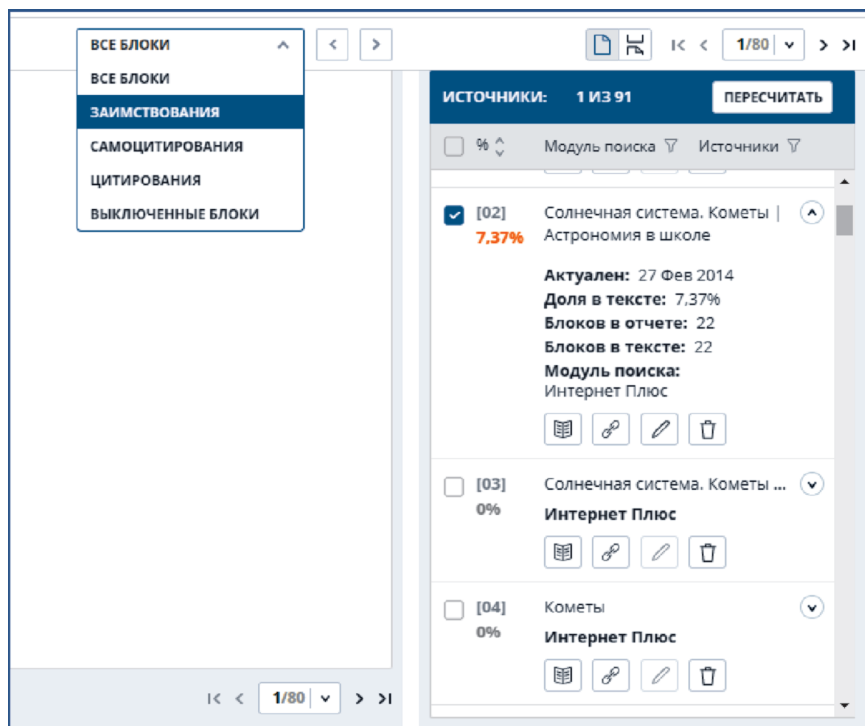 ВСЕ БЛОКИ
ВСЕ БЛОКИ
ЗАИМСТВОВАНИЯ
САМОЦИТИРОВАНИЯ
ЦИТИРОВАНИЯ
ВЫКЛЮЧЕННЫЕ БЛОКИ
1/80
ИСТОЧНИКИ: 1 ИЗ 91 ПЕРЕСЧИТАТЬ
% Модуль поиска Источники
[02] Солнечная система. Кометы |
7,37% Астрономия в школе
Актуален: 27 Фев 2014
Доля в тексте: 7,37%
Блоков в отчете: 22
Блоков в тексте: 22
Модуль поиска:
Интернет Плюс
[03] Солнечная система. Кометы ...
0% Интернет Плюс
[04] Кометы
0% Интернет Плюс
1/80